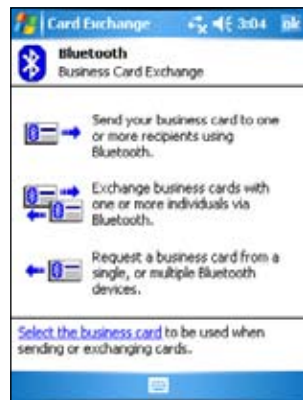 Card Exchange 3:04 ok
Bluetooth
Business Card Exchange
Send your business card to one
or more recipients using
Bluetooth.
Exchange business cards with
one or more individuals via
Bluetooth.
Request a business card from a
single, or multiple Bluetooth
devices.
Select the business card to be used when
sending or exchanging cards.